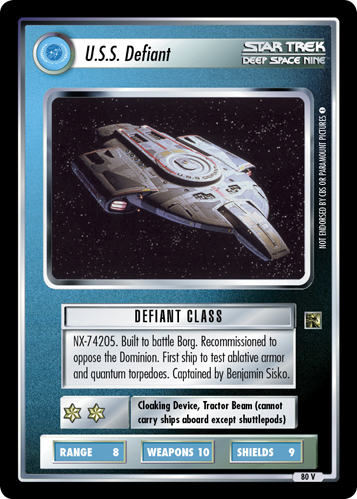 U.S.S. Defiant
STAR TREK
DEEP SPACE NINE
NOT ENDORSED BY CBS OR PARAMOUNT PICTURES
DEFIANT CLASS
NX-74205. Built to battle Borg. Recommissioned to
oppose the Dominion. First ship to test ablative armor
and quantum torpedoes. Captained by Benjamin Sisko.
Cloaking Device, Tractor Beam (cannot
carry ships aboard except shuttlepods)
RANGE 8 WEAPONS 10 SHIELDS 9
80 V